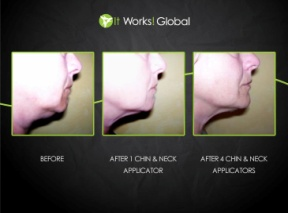 It Works! Global
BEFORE
AFTER 1 CHIN & NECK
APPLICATOR
AFTER 4 CHIN & NECK
APPLICATORS